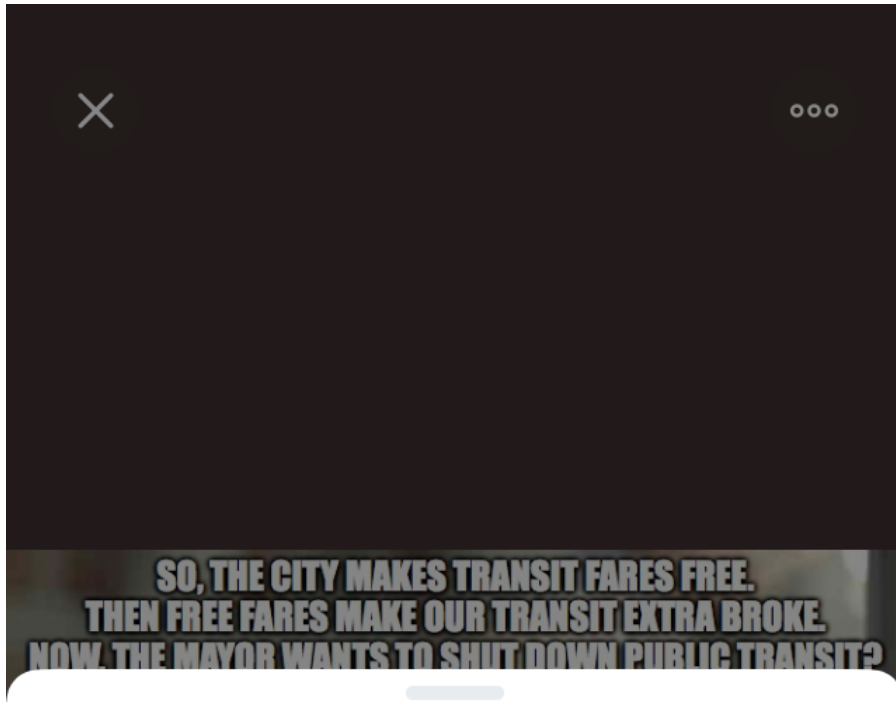 SO, THE CITY MAKES TRANSIT FARES FREE.
THEN FREE FARES MAKE OUR TRANSIT EXTRA BROKE.
NOW, THE MAYOR WANTS TO SHUT DOWN PUBLIC TRANSIT?